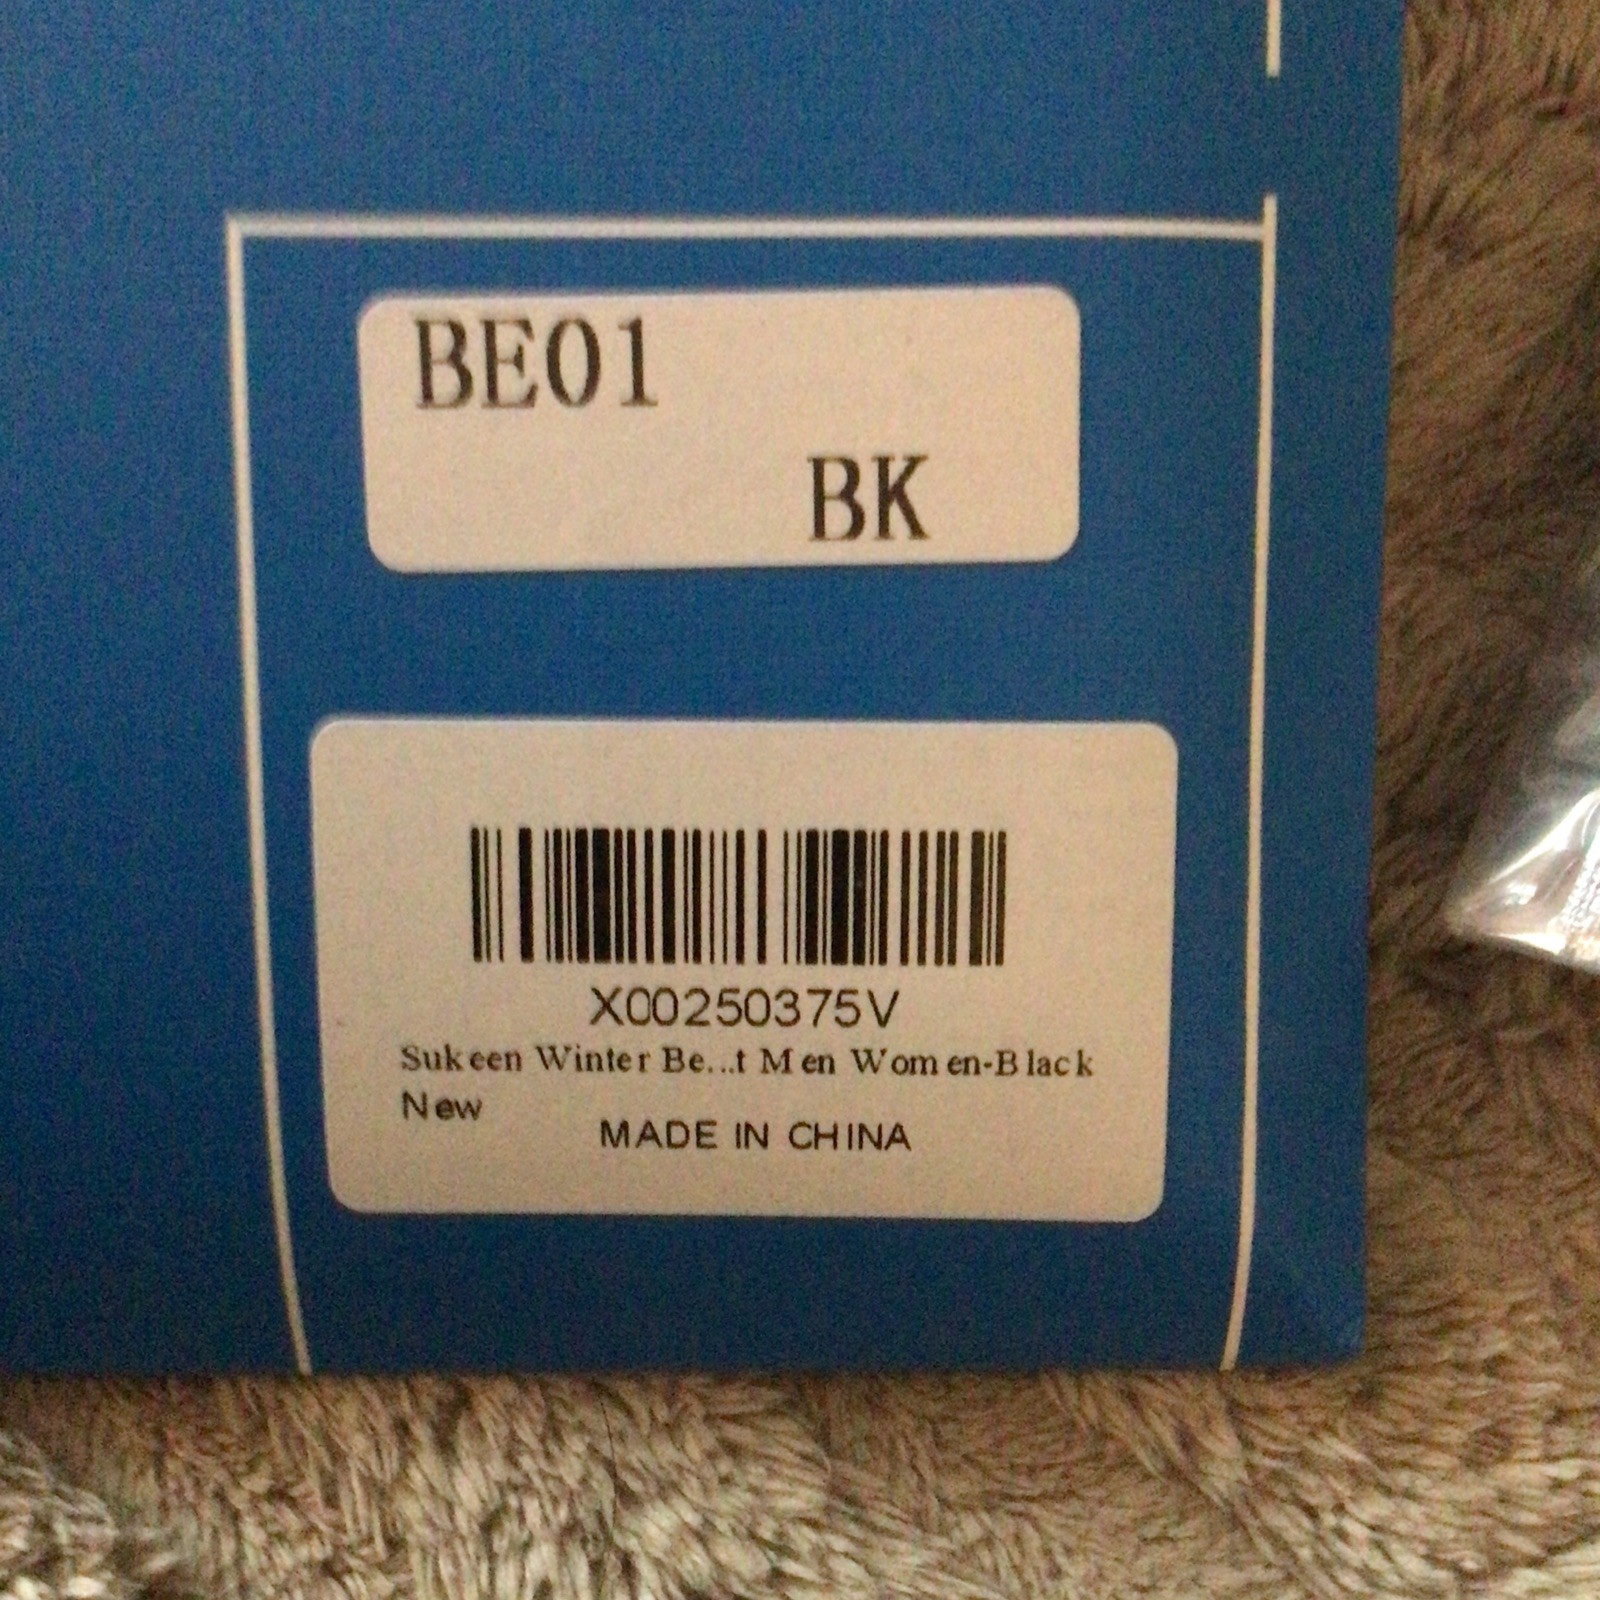 BE01
BK
X00250375V
Sukeen Winter Be...t Men Women-Black
New
MADE IN CHINA